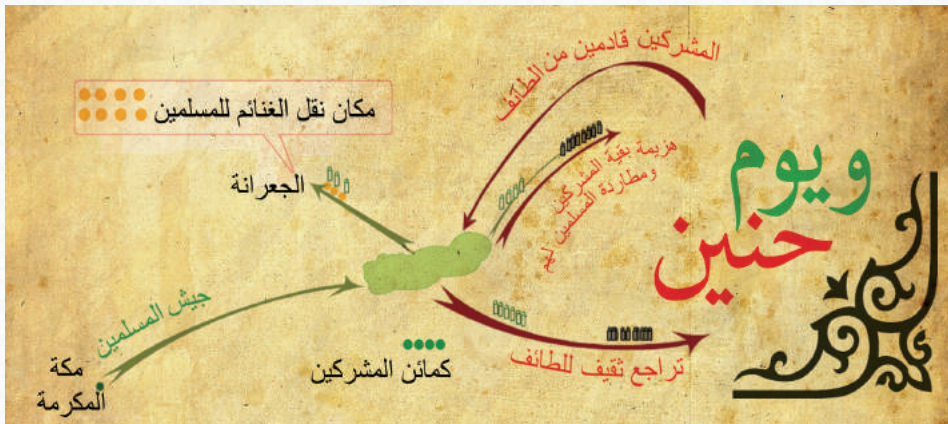 ويوم
حنين
المشركين قادمين من الطائف
هزيمة بقية المشركين
ومطاردة المسلمين لهم
مكان نقل الغنائم للمسلمين
الجعرانة
جيش المسلمين
مكة
المكرمة
كمائن المشركين
تراجع ثقيف للطائف